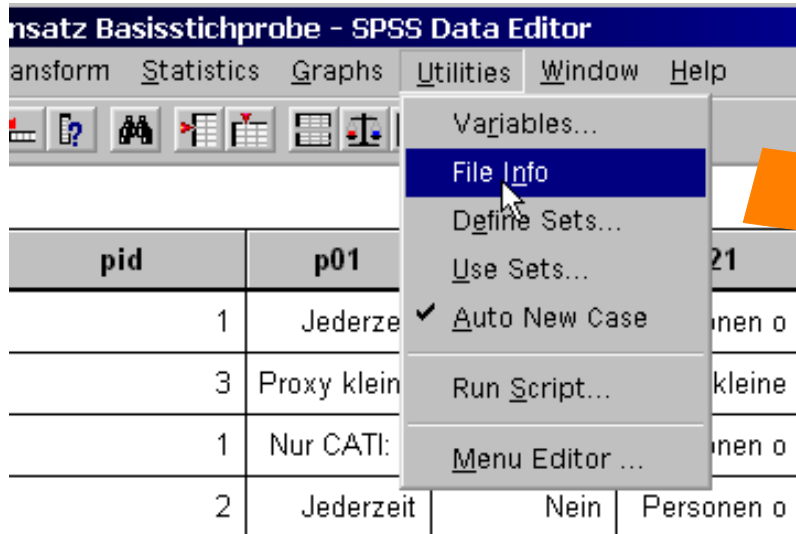 nsatz Basisstichprobe - SPSS Data Editor
ansform Statistics Graphs Utilities Window Help
Variables...
File Info
Define Sets...
Use Sets...
Auto New Case
Run Script...
Menu Editor ...
pid p01 21
1 Jederze nen o
3 Proxy klein kleine
1 Nur CATI: nen o
2 Jederzeit Nein Personen o